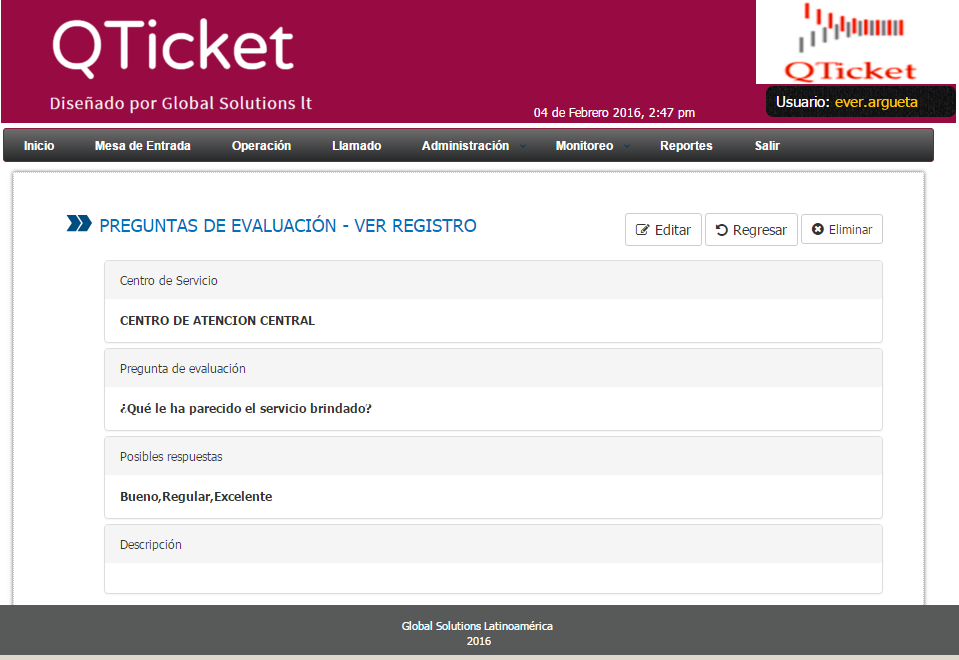 QTicket
Diseñado por Global Solutions lt
QTicket
04 de Febrero 2016, 2:47 pm
Usuario: ever.argueta
Inicio Mesa de Entrada Operación Llamado Administración Monitoreo Reportes Salir
PREGUNTAS DE EVALUACIÓN - VER REGISTRO
Editar Regresar Eliminar
Centro de Servicio
CENTRO DE ATENCION CENTRAL
Pregunta de evaluación
¿Qué le ha parecido el servicio brindado?
Posibles respuestas
Bueno,Regular,Excelente
Descripción
Global Solutions Latinoamérica
2016